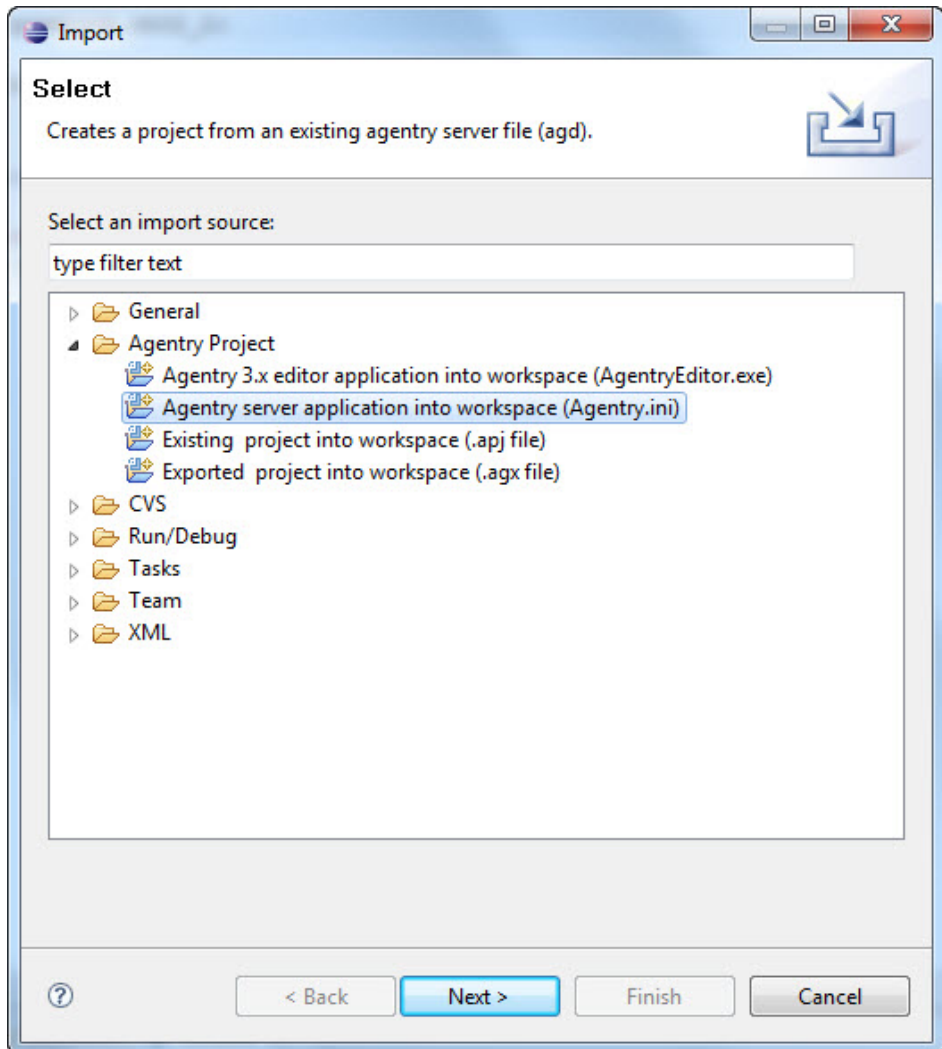 Import
Select
Creates a project from an existing agentry server file (agd).
Select an import source:
type filter text
General
Agentry Project
Agentry 3.x editor application into workspace (AgentryEditor.exe)
Agentry server application into workspace (Agentry.ini)
Existing  project into workspace (.apj file)
Exported  project into workspace (.agx file)
CVS
Run/Debug
Tasks
Team
XML
< Back Next > Finish Cancel